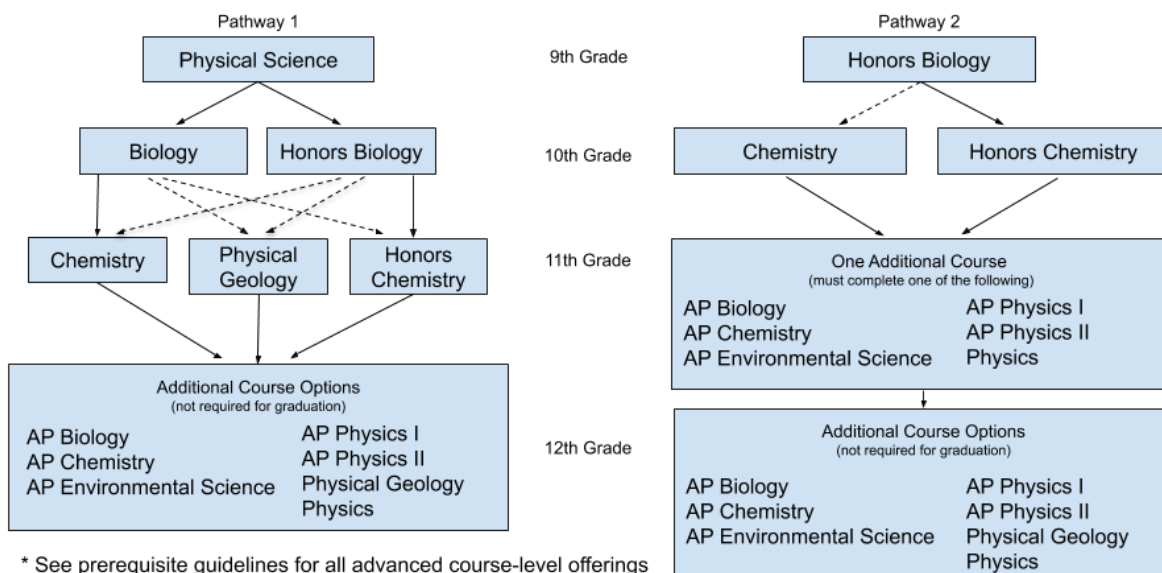 Pathway 1
Physical Science
Biology
Honors Biology
Chemistry
Physical
Geology
Honors
Chemistry
Additional Course Options
(not required for graduation)
AP Biology
AP Chemistry
AP Environmental Science
AP Physics I
AP Physics II
Physical Geology
Physics
* See prerequisite guidelines for all advanced course-level offerings
9th Grade
10th Grade
11th Grade
12th Grade
Pathway 2
Honors Biology
Chemistry
Honors Chemistry
One Additional Course
(must complete one of the following)
AP Biology
AP Chemistry
AP Environmental Science
AP Physics I
AP Physics II
Physics
Additional Course Options
(not required for graduation)
AP Biology
AP Chemistry
AP Environmental Science
AP Physics I
AP Physics II
Physical Geology
Physics